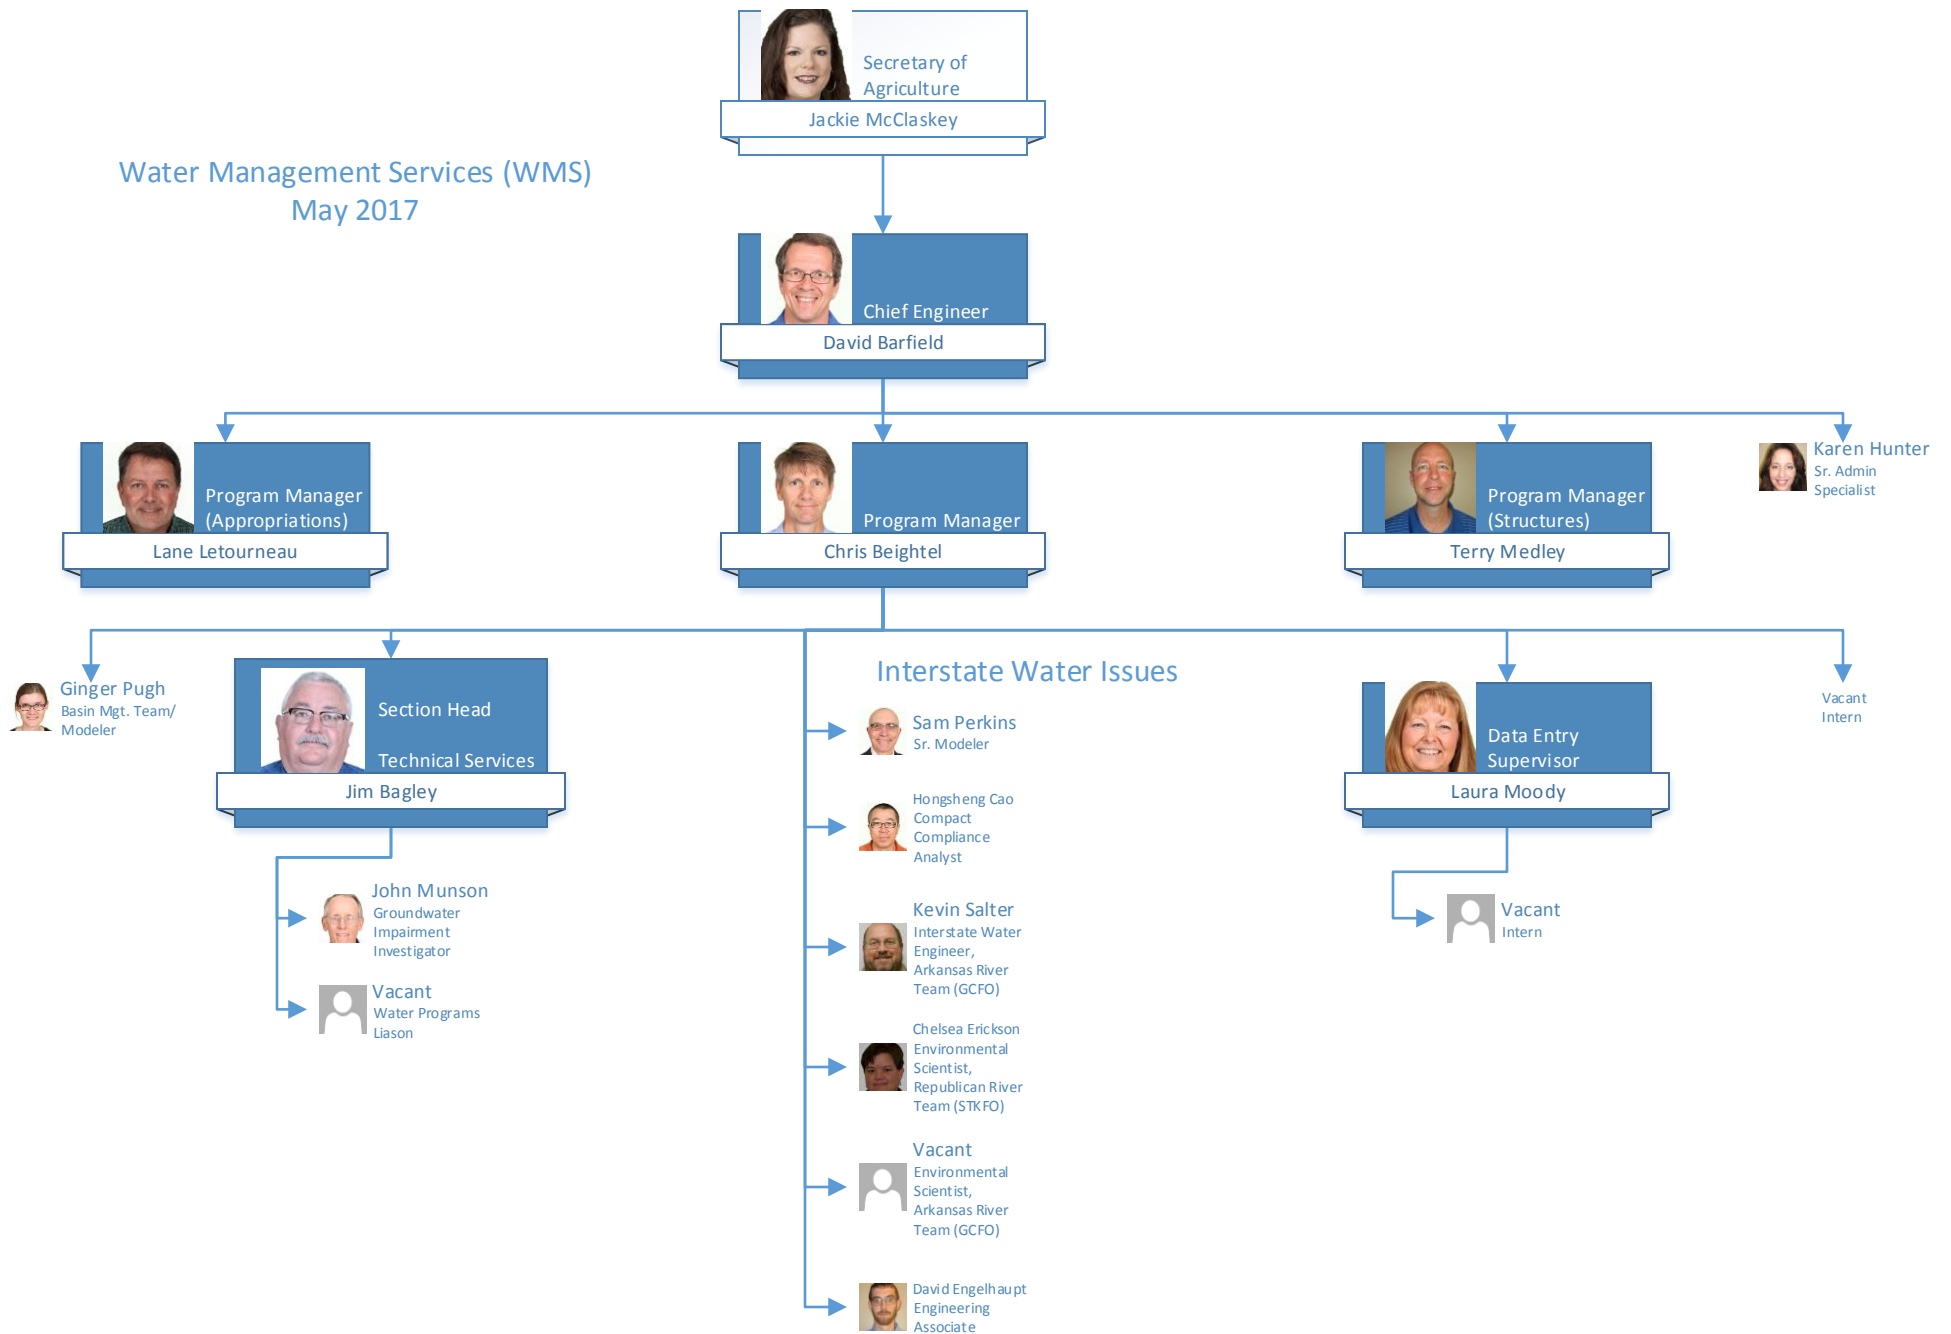 Secretary of
Agriculture
Jackie McClaskey
Water Management Services (WMS)
May 2017
Chief Engineer
David Barfield
Program Manager
(Appropriations)
Lane Letourneau
Program Manager
Chris Beightel
Program Manager
(Structures)
Terry Medley
Karen Hunter
Sr. Admin
Specialist
Ginger Pugh
Basin Mgt. Team/
Modeler
Section Head
Technical Services
Jim Bagley
John Munson
Groundwater
Impairment
Investigator
Vacant
Water Programs
Liason
Interstate Water Issues
Sam Perkins
Sr. Modeler
Hongsheng Cao
Compact
Compliance
Analyst
Kevin Salter
Interstate Water
Engineer,
Arkansas River
Team (GCFO)
Chelsea Erickson
Environmental
Scientist,
Republican River
Team (STKFO)
Vacant
Environmental
Scientist,
Arkansas River
Team (GCFO)
David Engelhaupt
Engineering
Associate
Data Entry
Supervisor
Laura Moody
Vacant
Intern
Vacant
Intern